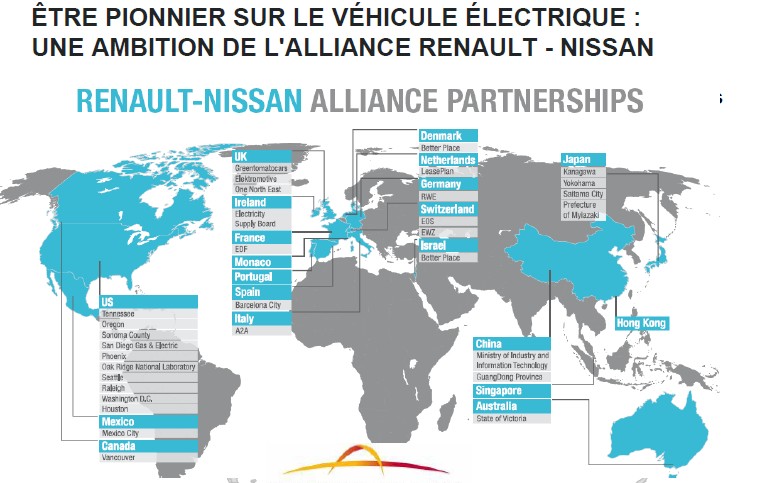 ÊTRE PIONNIER SUR LE VÉHICULE ÉLECTRIQUE :
UNE AMBITION DE L'ALLIANCE RENAULT - NISSAN
RENAULT-NISSAN ALLIANCE PARTNERSHIPS
UK
Greentomatocars
Elektromotive
One North East
Ireland
Electricity
Supply Board
France
EDF
Monaco
Portugal
Spain
Barcelona City
Italy
A2A
Denmark
Better Place
Netherlands
LeasePlan
Germany
RWE
Switzerland
EOS
EWZ
Israel
Better Place
Japan
Kanagawa
Yokohama
Saitama City
Prefecture
of Miyazaki
US
Tennessee
Oregon
Sonoma County
San Diego Gas & Electric
Phoenix
Oak Ridge National Laboratory
Seattle
Raleigh
Washington D.C.
Houston
Mexico
Mexico City
Canada
Vancouver
Hong Kong
China
Ministry of Industry and
Information Technology
GuangDong Province
Singapore
Australia
State of Victoria